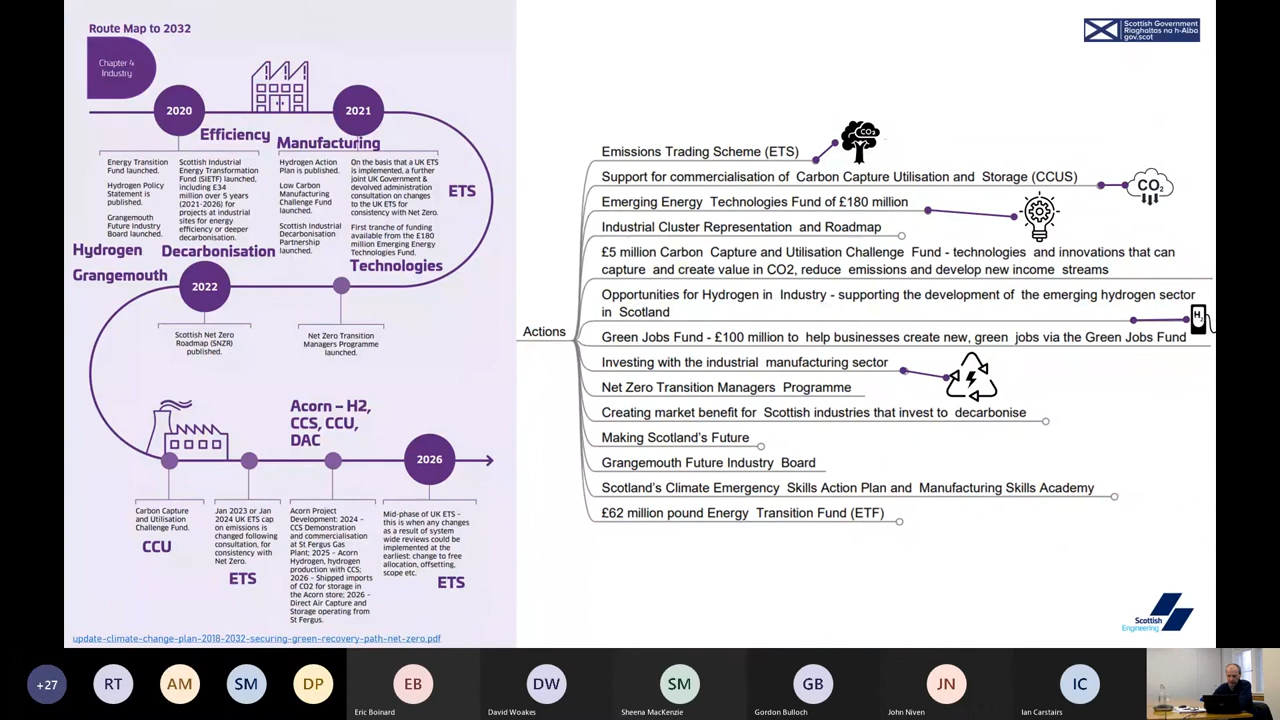 Route Map to 2032
Chapter 4
Industry
2020
2021
Efficiency
Manufacturing
Energy Transition
Fund launched.
Hydrogen Policy
Statement is
published.
Grangemouth
Future Industry
Board launched.
Scottish Industrial
Energy Transformation
Fund (SIETF) launched,
including £34
million over 5 years
(2021-2026) for
projects at industrial
sites for energy
efficiency or deeper
decarbonisation.
Hydrogen Action
Plan is published.
Low Carbon
Manufacturing
Challenge Fund
launched.
Scottish Industrial
Decarbonisation
Partnership
launched.
On the basis that a UK ETS
is implemented, a further
joint UK Government &
devolved administration
consultation on changes
to the UK ETS for
consistency with Net Zero.
First tranche of funding
available from the £180
million Emerging Energy
Technologies Fund.
ETS
Hydrogen
Decarbonisation
Technologies
Grangemouth
2022
Scottish Net Zero
Roadmap (SNZR)
published.
Net Zero Transition
Managers Programme
launched.
Acorn – H2,
CCS, CCU,
DAC
2026
Carbon Capture
and Utilisation
Challenge Fund.
CCU
Jan 2023 or Jan
2024 UK ETS cap
on emissions is
changed following
consultation, for
consistency with
Net Zero.
ETS
Acorn Project
Development: 2024 –
CCS Demonstration
and commercialisation
at St Fergus Gas
Plant; 2025 – Acorn
Hydrogen, hydrogen
production with CCS;
2026 – Shipped imports
of CO2 for storage in
the Acorn store; 2026 –
Direct Air Capture and
Storage operating from
St Fergus.
Mid-phase of UK ETS –
this is when any changes
as a result of system
wide reviews could be
implemented at the
earliest: change to free
allocation, offsetting,
scope etc.
ETS
update-climate-change-plan-2018-2032-securing-green-recovery-path-net-zero.pdf
Scottish Government
Riaghaltas na h-Alba
gov.scot
Actions
Emissions Trading Scheme (ETS)
CO2
Support for commercialisation of Carbon Capture Utilisation and Storage (CCUS)
CO2
Emerging Energy Technologies Fund of £180 million
Industrial Cluster Representation and Roadmap
£5 million Carbon Capture and Utilisation Challenge Fund - technologies and innovations that can
capture and create value in CO2, reduce emissions and develop new income streams
Opportunities for Hydrogen in Industry - supporting the development of the emerging hydrogen sector
in Scotland
H2
Green Jobs Fund - £100 million to help businesses create new, green jobs via the Green Jobs Fund
Investing with the industrial manufacturing sector
Net Zero Transition Managers Programme
Creating market benefit for Scottish industries that invest to decarbonise
Making Scotland's Future
Grangemouth Future Industry Board
Scotland's Climate Emergency Skills Action Plan and Manufacturing Skills Academy
£62 million pound Energy Transition Fund (ETF)
Scottish
Engineering
+27
RT
AM
SM
DP
EB
DW
SM
GB
JN
IC
Eric Boinard
David Woakes
Sheena MacKenzie
Gordon Bulloch
John Niven
Ian Carstairs